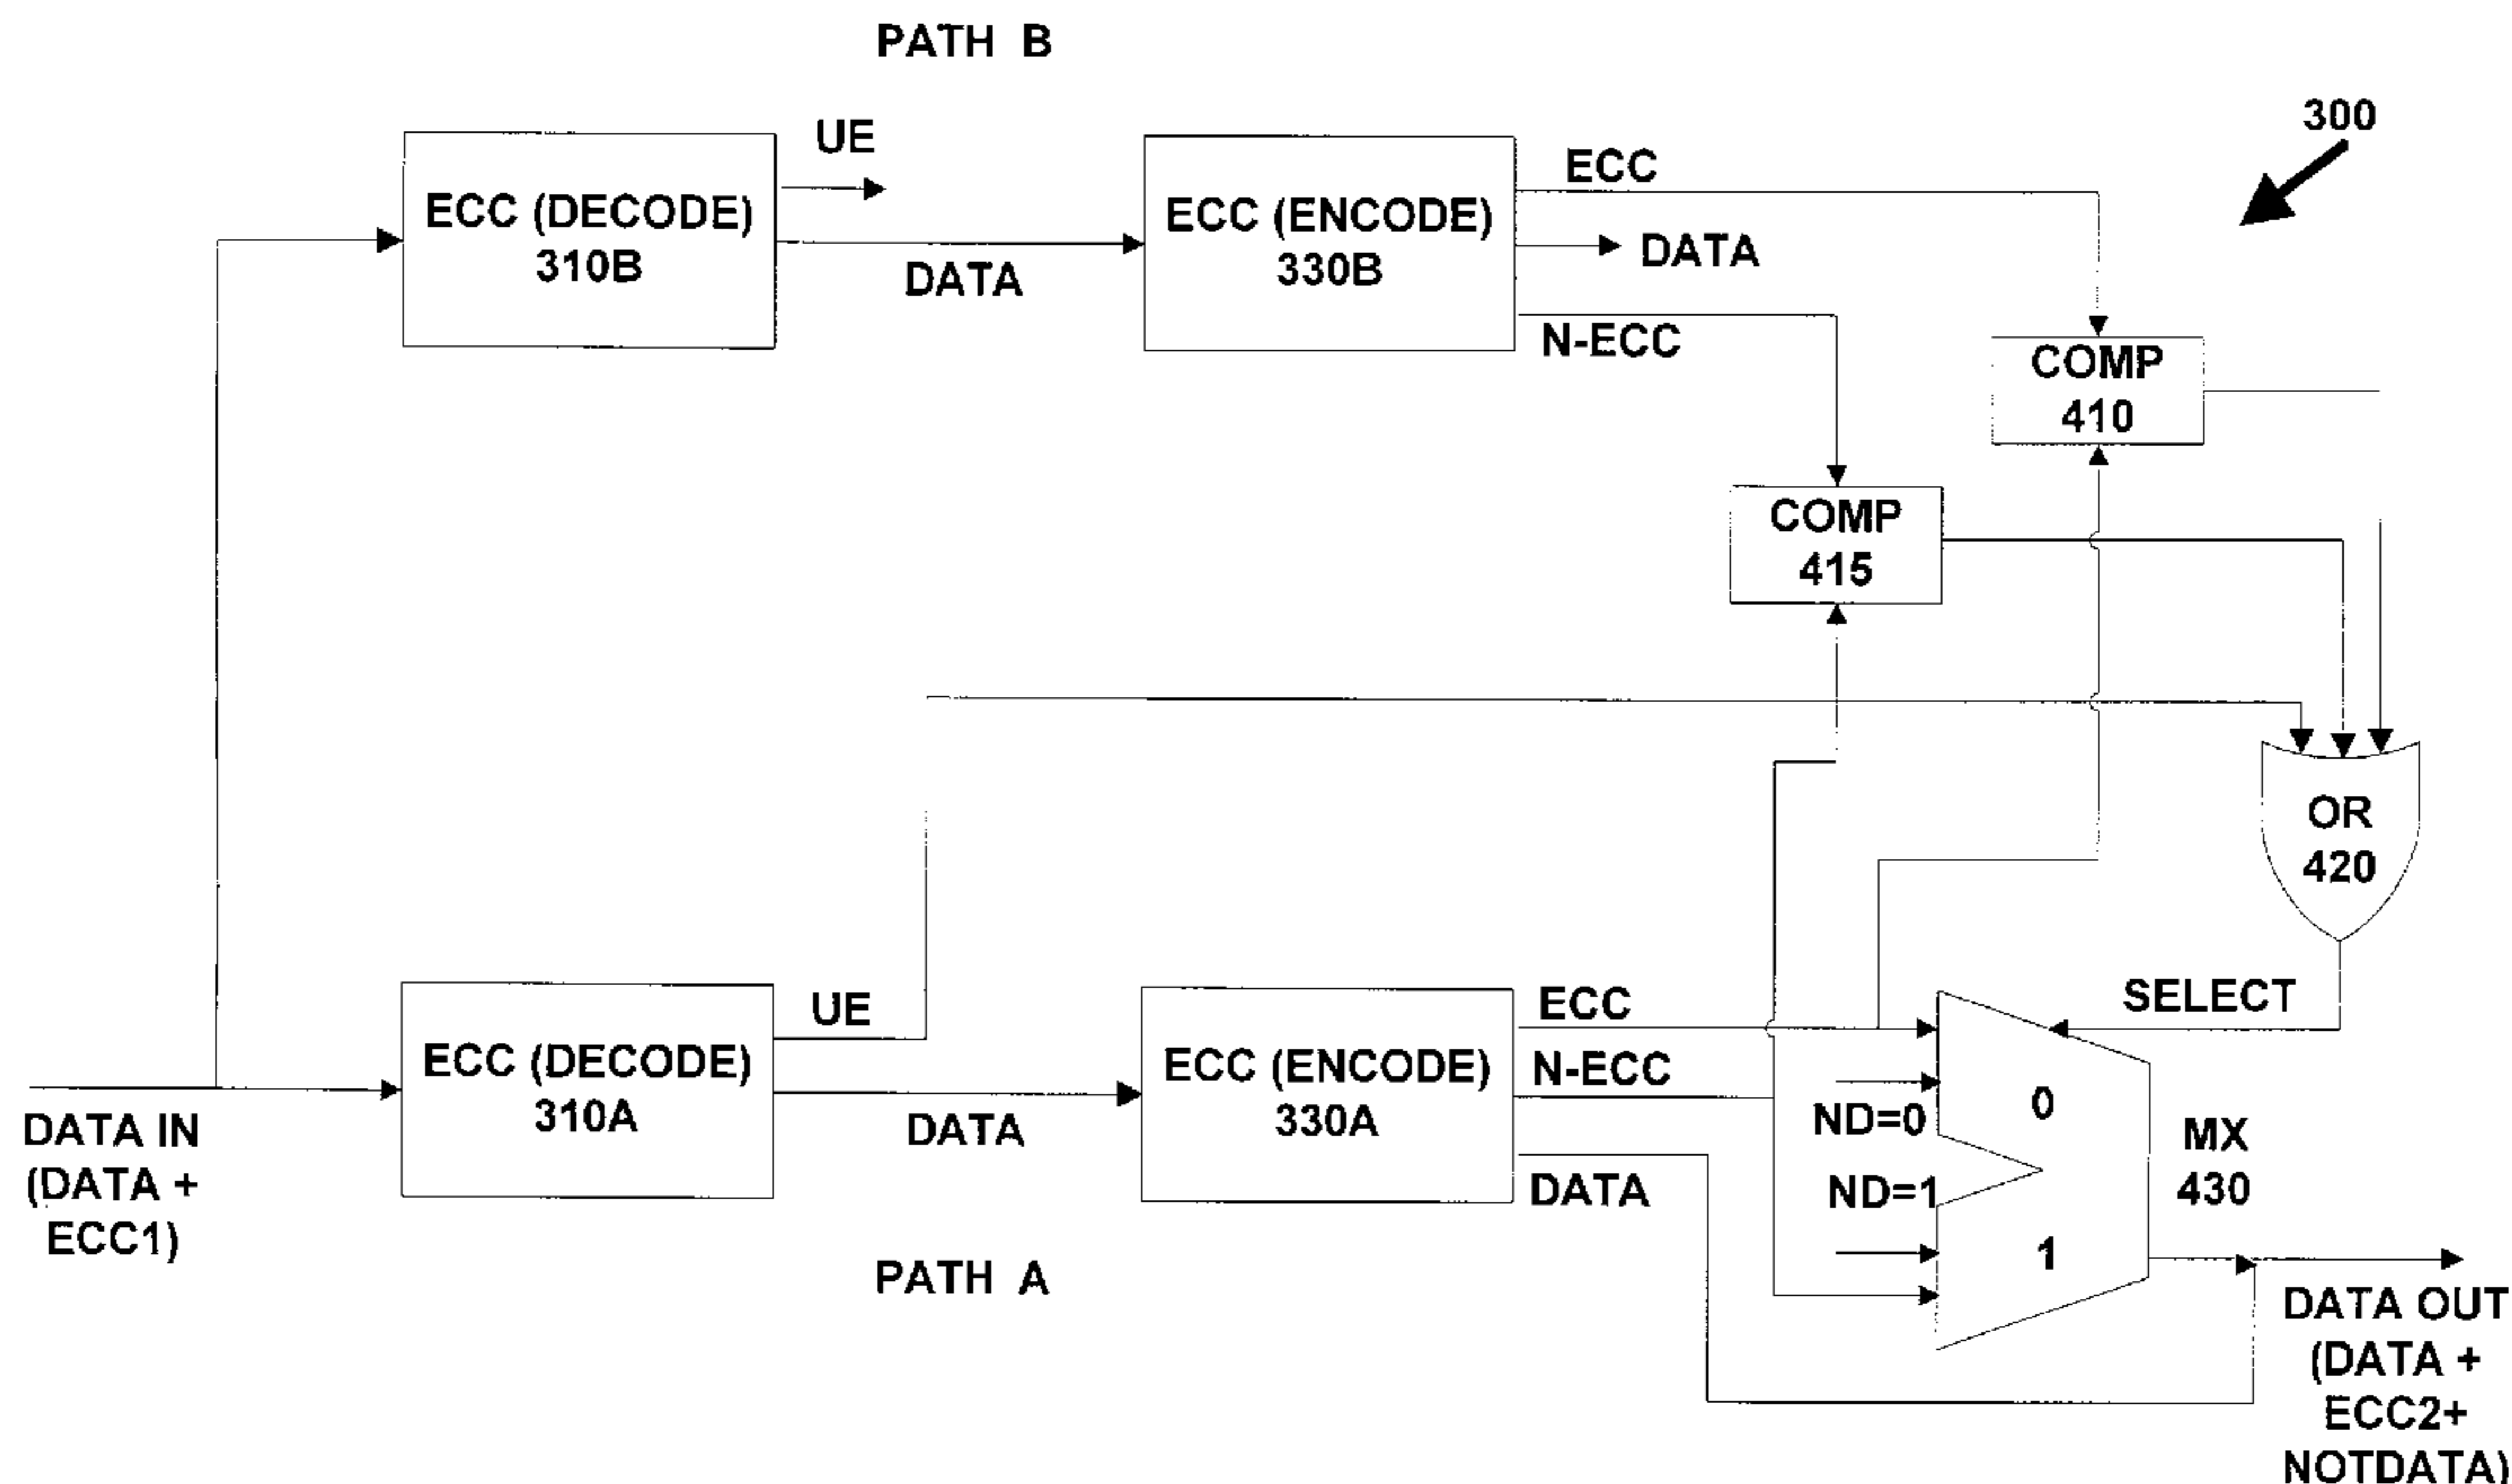 PATH B
300
UE
ECC (DECODE)
310B
DATA
ECC (ENCODE)
330B
ECC
DATA
N-ECC
COMP
410
COMP
415
OR
420
SELECT
DATA IN
(DATA +
ECC1)
ECC (DECODE)
310A
UE
DATA
ECC (ENCODE)
330A
ECC
N-ECC
DATA
ND=0
ND=1
0
1
MX
430
PATH A
DATA OUT
(DATA +
ECC2+
NOTDATA)